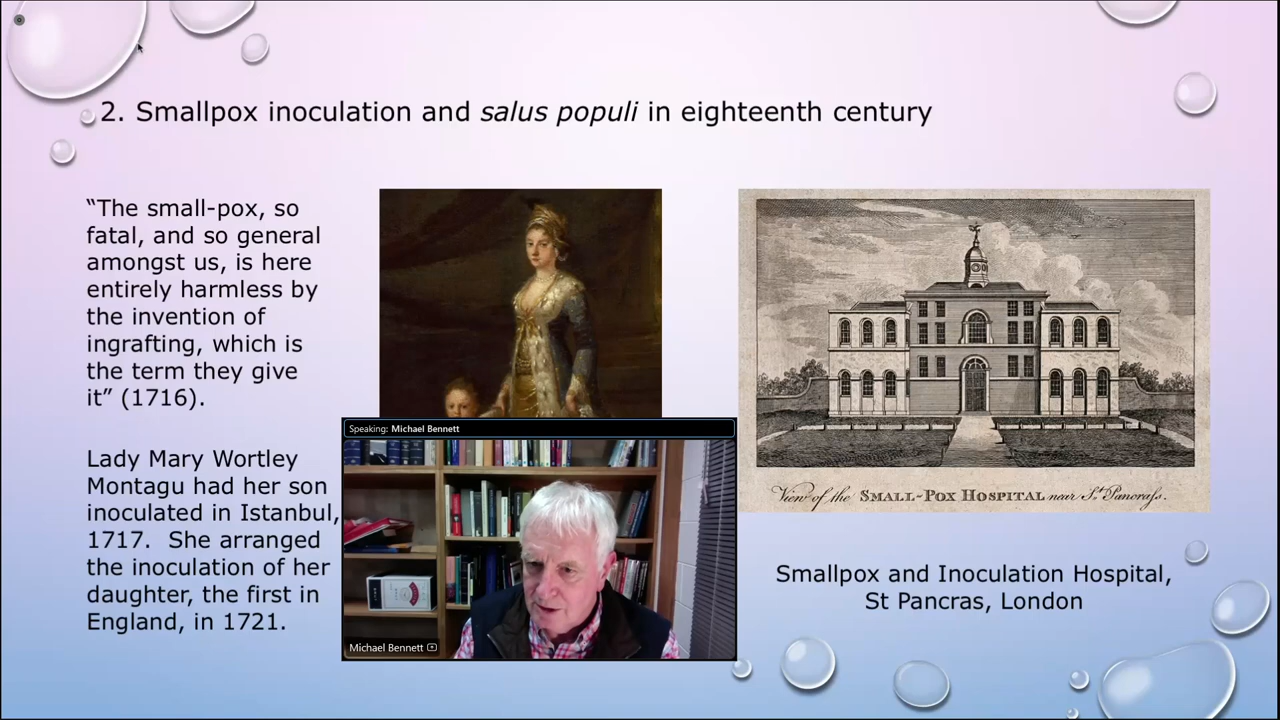 2. Smallpox inoculation and salus populi in eighteenth century
“The small-pox, so
fatal, and so general
amongst us, is here
entirely harmless by
the invention of
ingrafting, which is
the term they give
it” (1716).
Lady Mary Wortley
Montagu had her son
inoculated in Istanbul,
1717. She arranged
the inoculation of her
daughter, the first in
England, in 1721.
Speaking: Michael Bennett
Michael Bennett
View of the SMALL-POX HOSPITAL near St. Pancrass.
Smallpox and Inoculation Hospital,
St Pancras, London